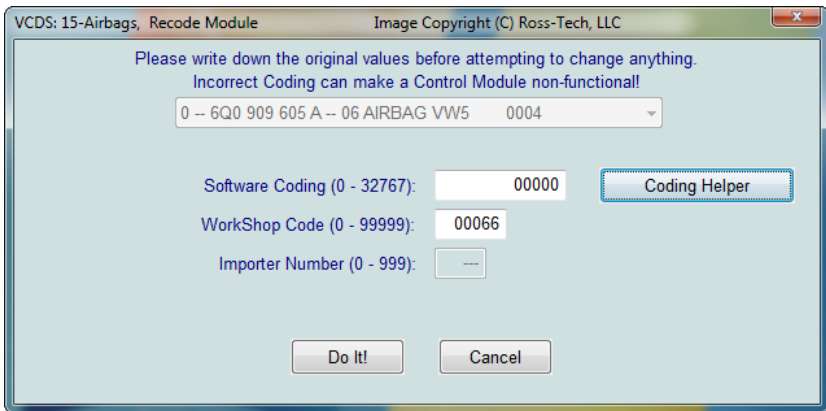 VCDS: 15-Airbags, Recode Module Image Copyright (C) Ross-Tech, LLC
Please write down the original values before attempting to change anything.
Incorrect Coding can make a Control Module non-functional!
0 -- 6Q0 909 605 A -- 06 AIRBAG VW5 0004
Software Coding (0 - 32767): 00000 Coding Helper
WorkShop Code (0 - 99999): 00066
Importer Number (0 - 999): ---
Do It! Cancel